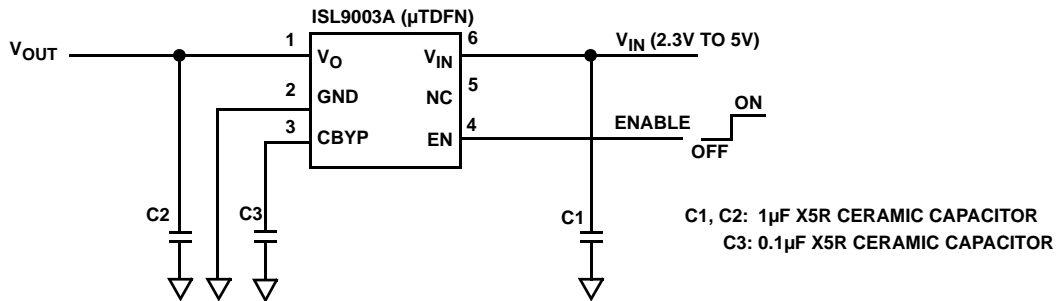 ISL9003A (µTDFN)
VOUT
1
VO
VIN
6
VIN (2.3V TO 5V)
2
GND
NC
5
3
CBYP
EN
4
ENABLE
ON
OFF
C2
C3
C1
C1, C2: 1µF X5R CERAMIC CAPACITOR
C3: 0.1µF X5R CERAMIC CAPACITOR